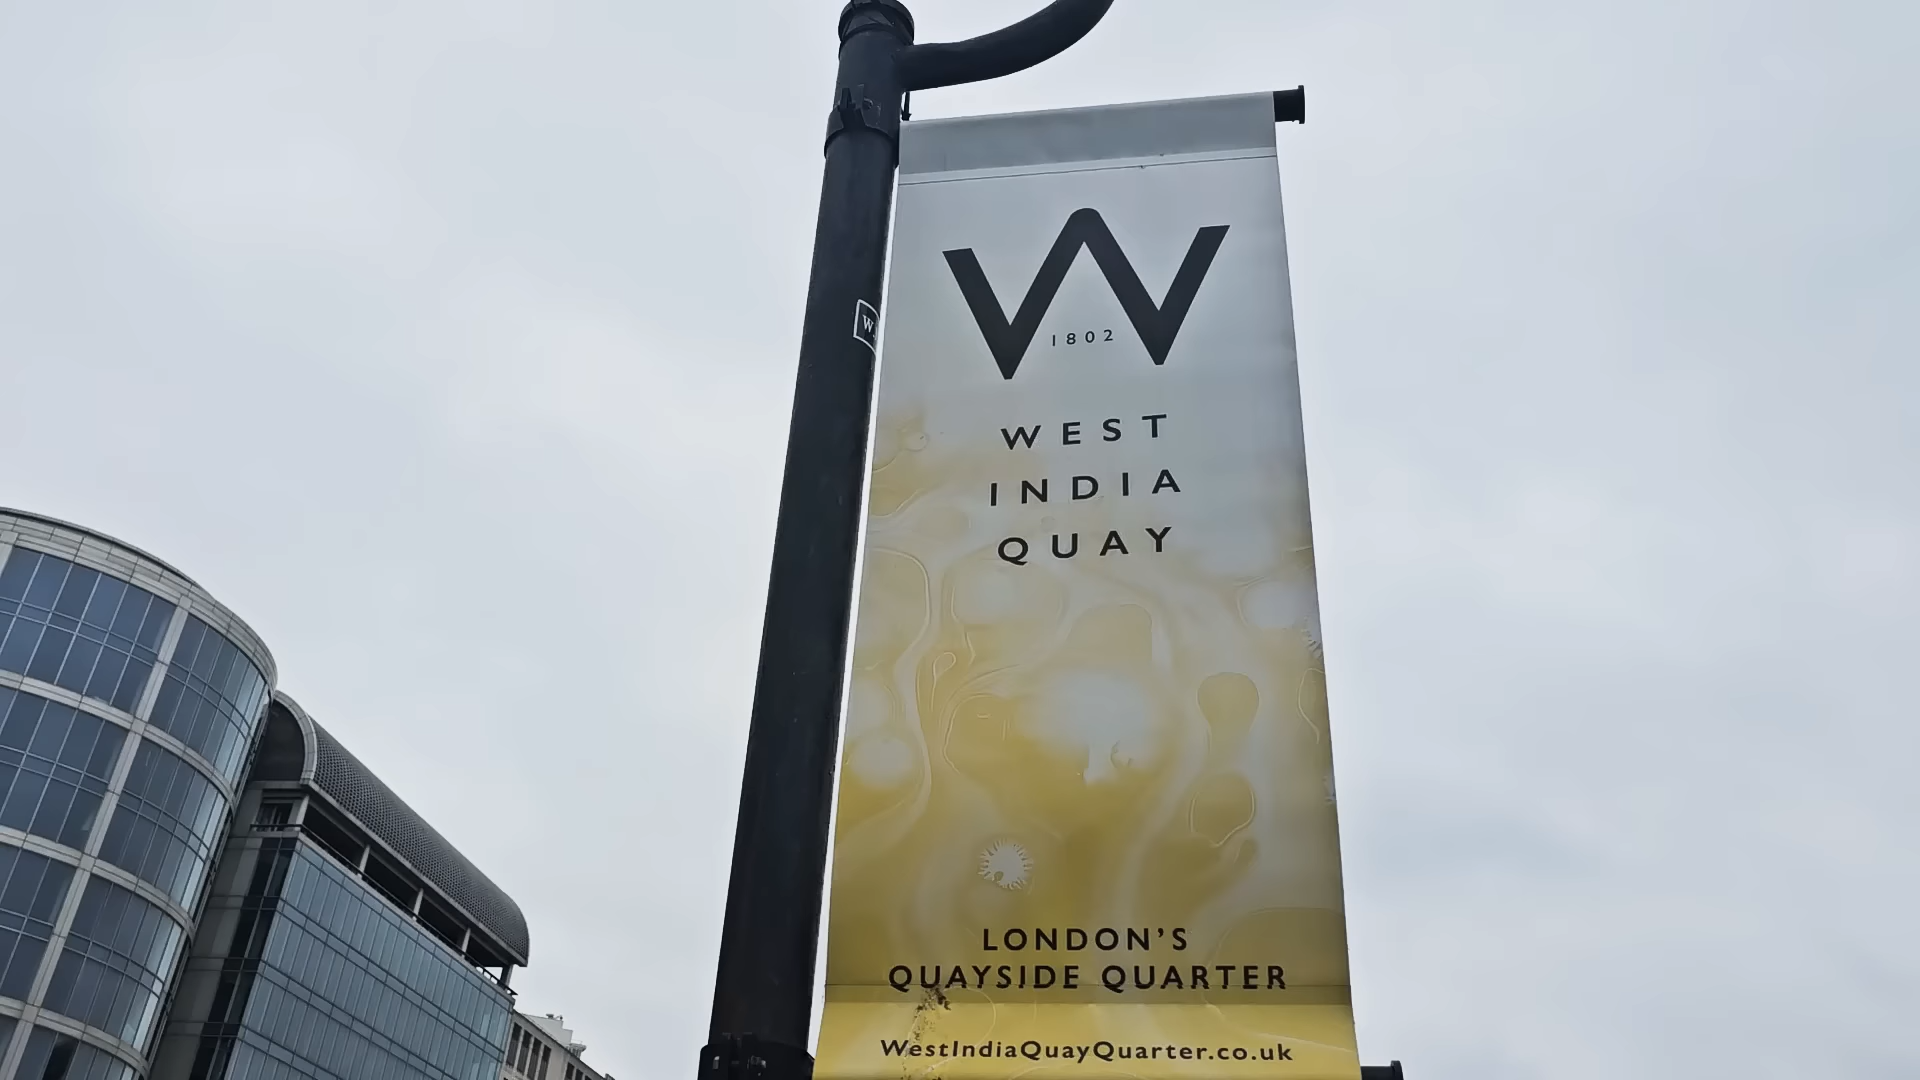 W
1802
WEST
INDIA
QUAY
LONDON'S
QUAYSIDE QUARTER
WestIndiaQuayQuarter.co.uk